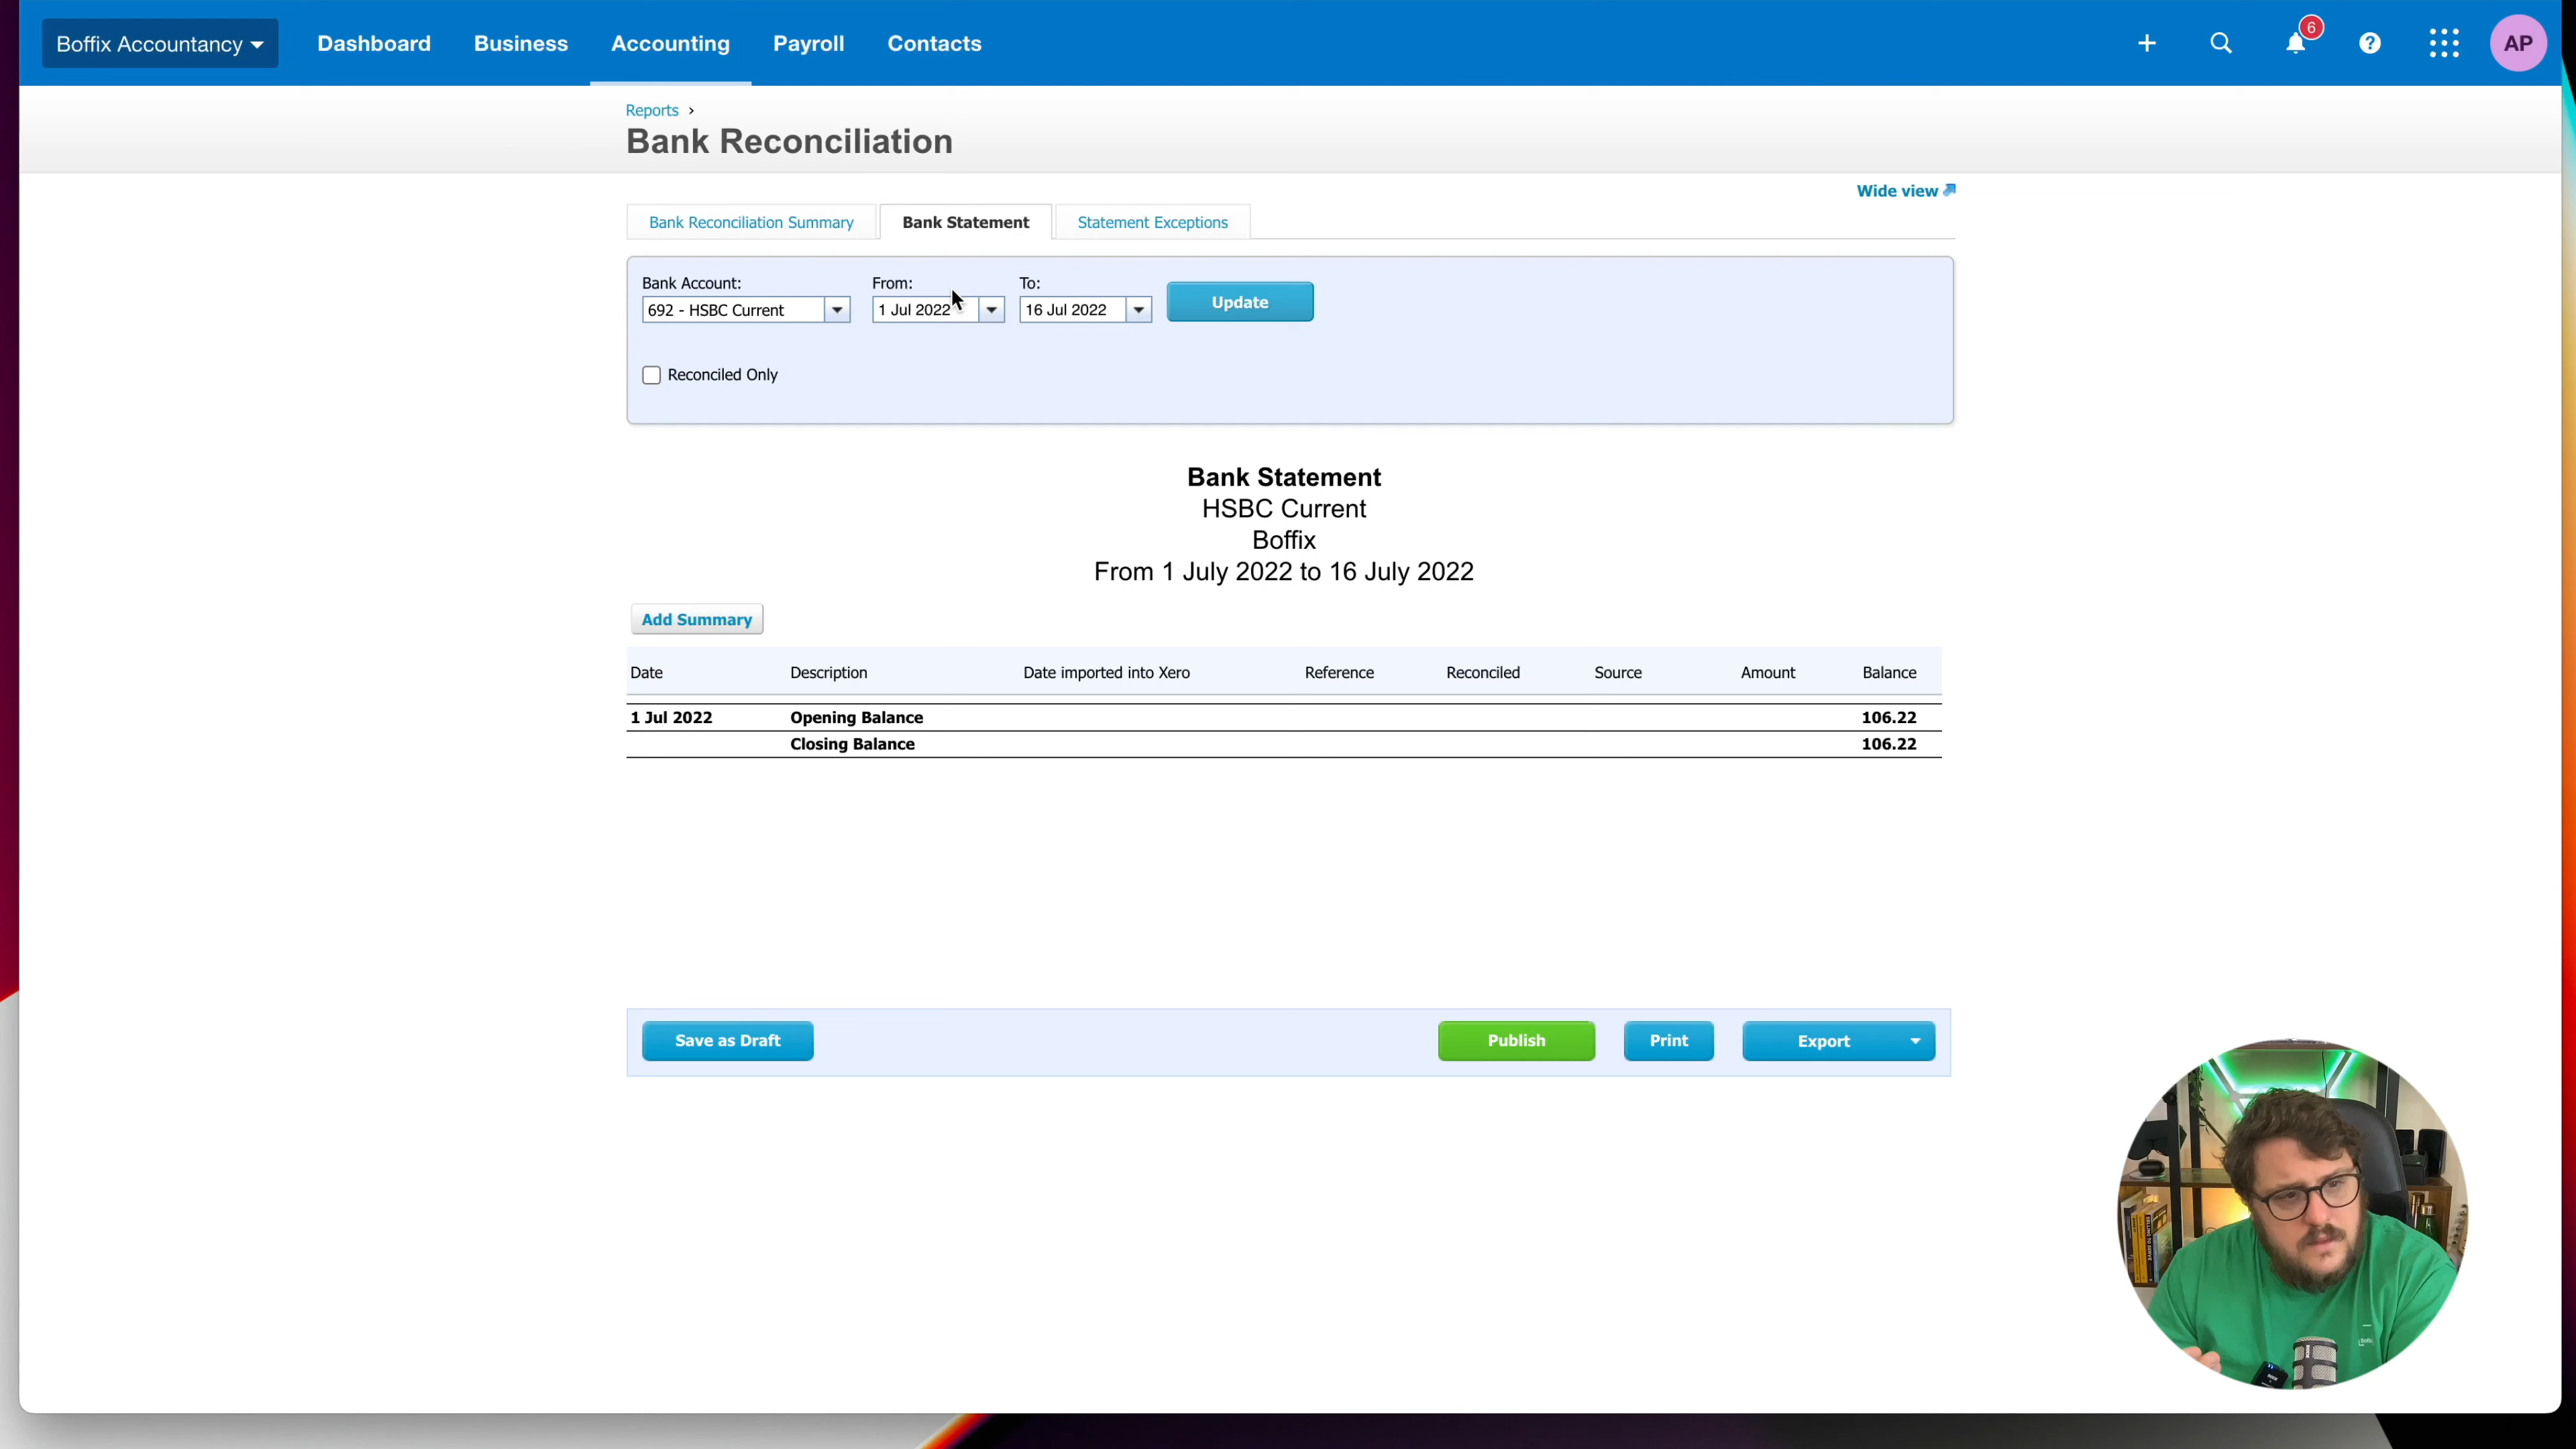 Boffix Accountancy
Dashboard
Business
Accounting
Payroll
Contacts
6
AP
Reports ›
Bank Reconciliation
Wide view
Bank Reconciliation Summary
Bank Statement
Statement Exceptions
Bank Account:
From:
To:
692 - HSBC Current
1 Jul 2022
16 Jul 2022
Update
Reconciled Only
Bank Statement
HSBC Current
Boffix
From 1 July 2022 to 16 July 2022
Add Summary
Date Description Date imported into Xero Reference Reconciled Source Amount Balance
1 Jul 2022 Opening Balance 106.22
Closing Balance 106.22
Save as Draft
Publish
Print
Export